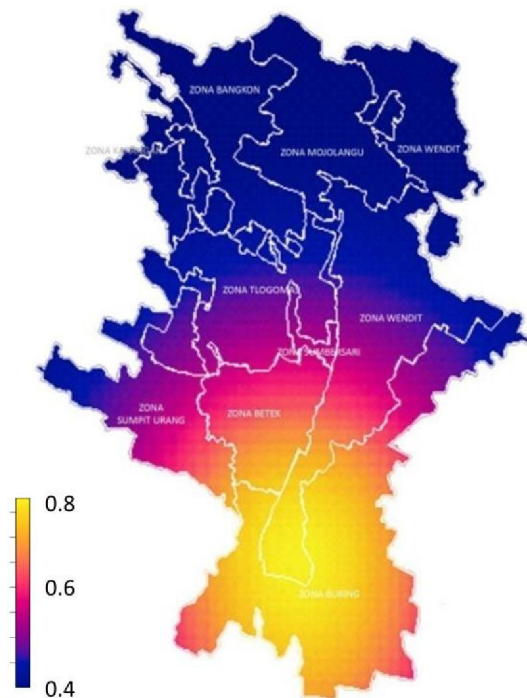 ZONA BANGKON
ZONA MOJOLANGU
ZONA WENDIT
ZONA
ZONA TLOGOMAS
ZONA WENDIT
ZONA SUMBERSARI
ZONA
SUMPIT URANG
ZONA BETEK
ZONA BURING
0.8
0.6
0.4